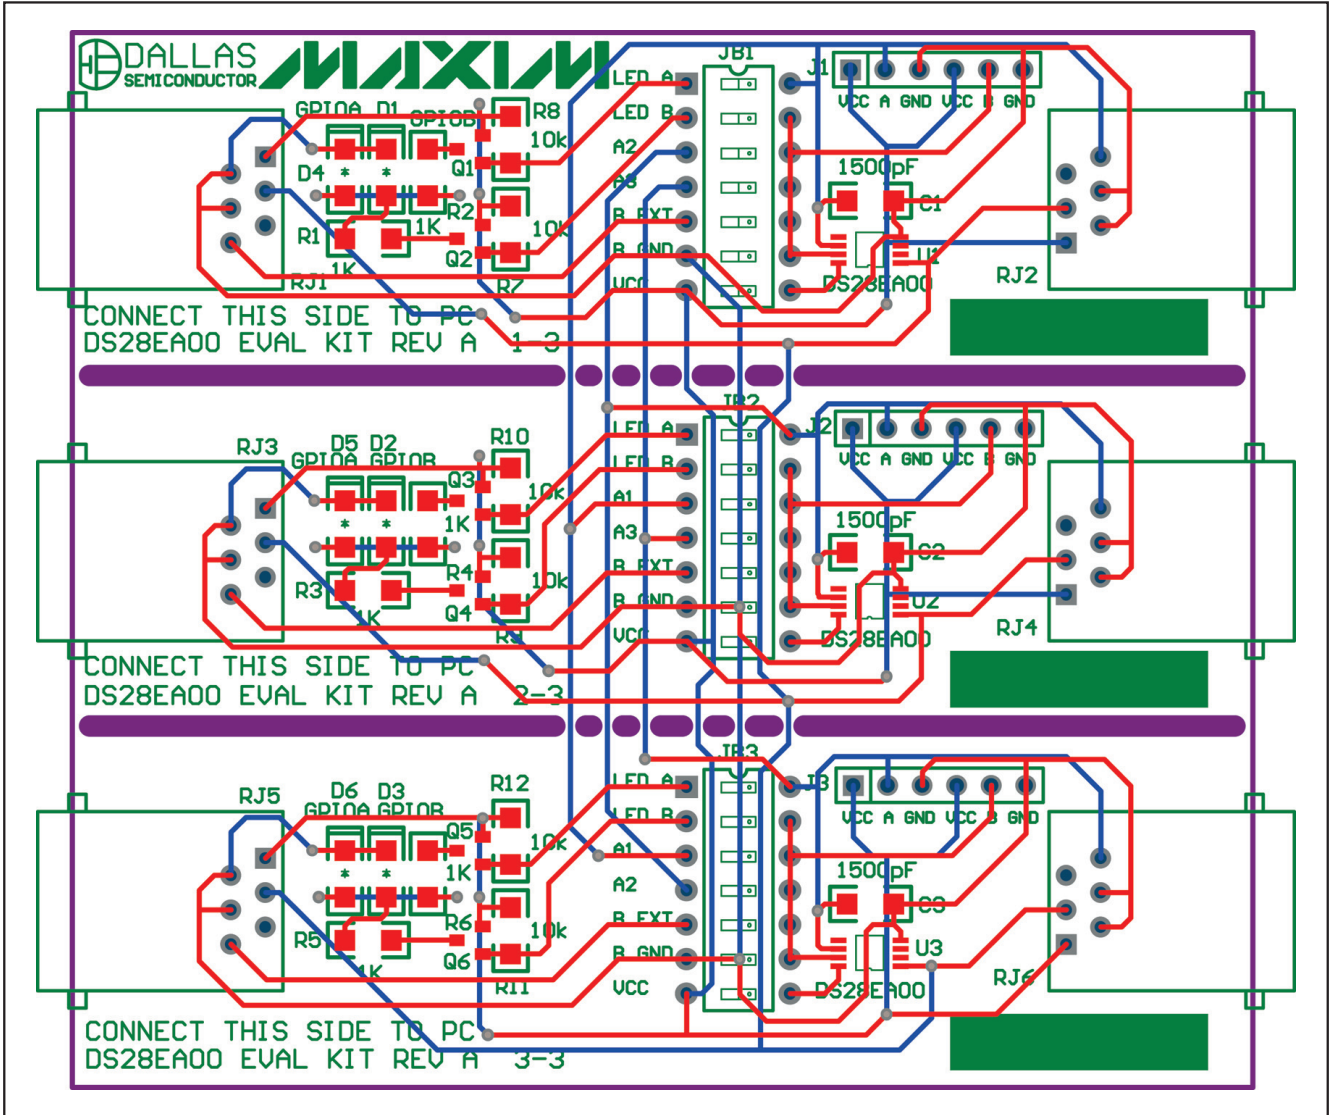 DALLAS
SEMICONDUCTOR
MAXIM
JB1
J1
LED A
LED B
A2
A3
B EXT
B GND
VCC
VCC A GND VCC B GND
GPIOA D1 GPIOB
R8
10k
D4
*
*
Q1
R2
1K
10k
R1
1K
Q2
R7
RJ1
1500pF
C1
U1
DS28EA00
RJ2
CONNECT THIS SIDE TO PC
DS28EA00 EVAL KIT REV A 1-3
JB2
J2
LED A
LED B
A1
A3
B EXT
B GND
VCC
VCC A GND VCC B GND
RJ3
D5 D2
GPIOA GPIOB
R10
Q3
10k
*
*
1K
R4
10k
R3
1K
Q4
R9
1500pF
C2
U2
DS28EA00
RJ4
CONNECT THIS SIDE TO PC
DS28EA00 EVAL KIT REV A 2-3
JB3
J3
LED A
LED B
A1
A2
B EXT
B GND
VCC
VCC A GND VCC B GND
RJ5
D6 D3
GPIOA GPIOB
R12
Q5
10k
*
*
1K
R6
10k
R5
1K
Q6
R11
1500pF
C3
U3
DS28EA00
RJ6
CONNECT THIS SIDE TO PC
DS28EA00 EVAL KIT REV A 3-3